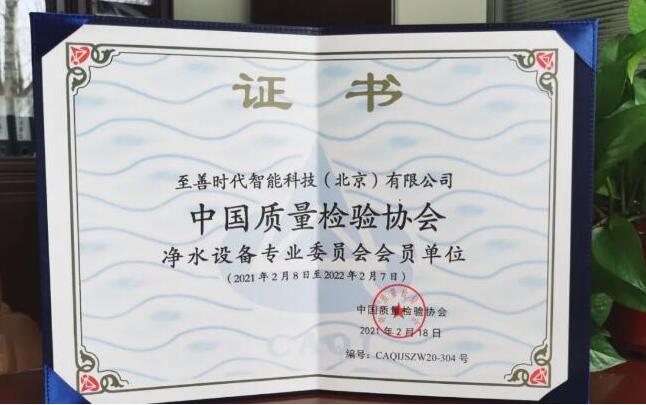 证书
至善时代智能科技（北京）有限公司
中国质量检验协会
净水设备专业委员会会员单位
（2021年2月8日至2022年2月7日）
中国质量检验协会
2021年2月18日
编号：CAQIJSZW20-304号
CAQI